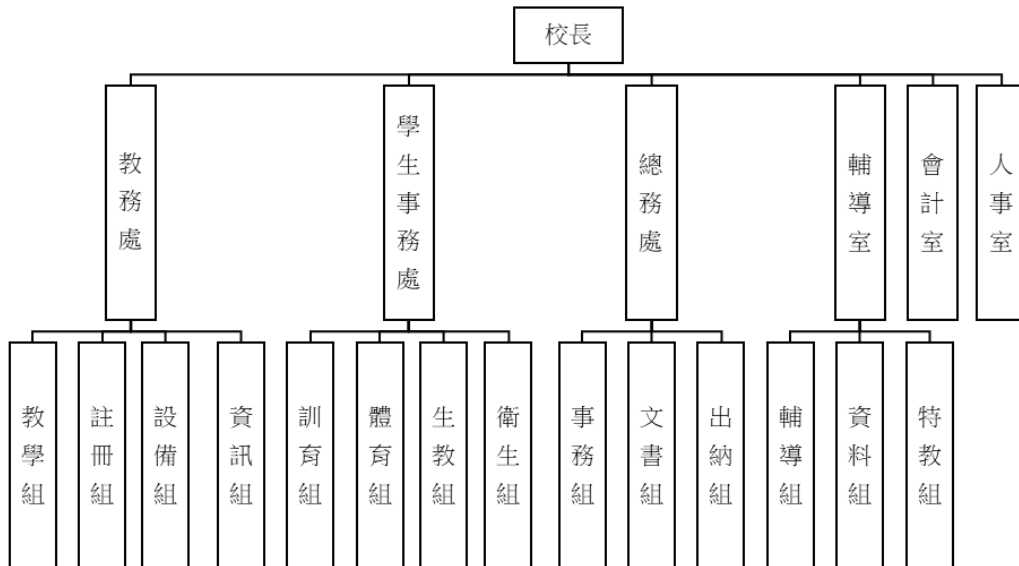 校長
教務處
學生事務處
總務處
輔導室
會計室
人事室
教學組
註冊組
設備組
資訊組
訓育組
體育組
生教組
衛生組
事務組
文書組
出納組
輔導組
資料組
特教組